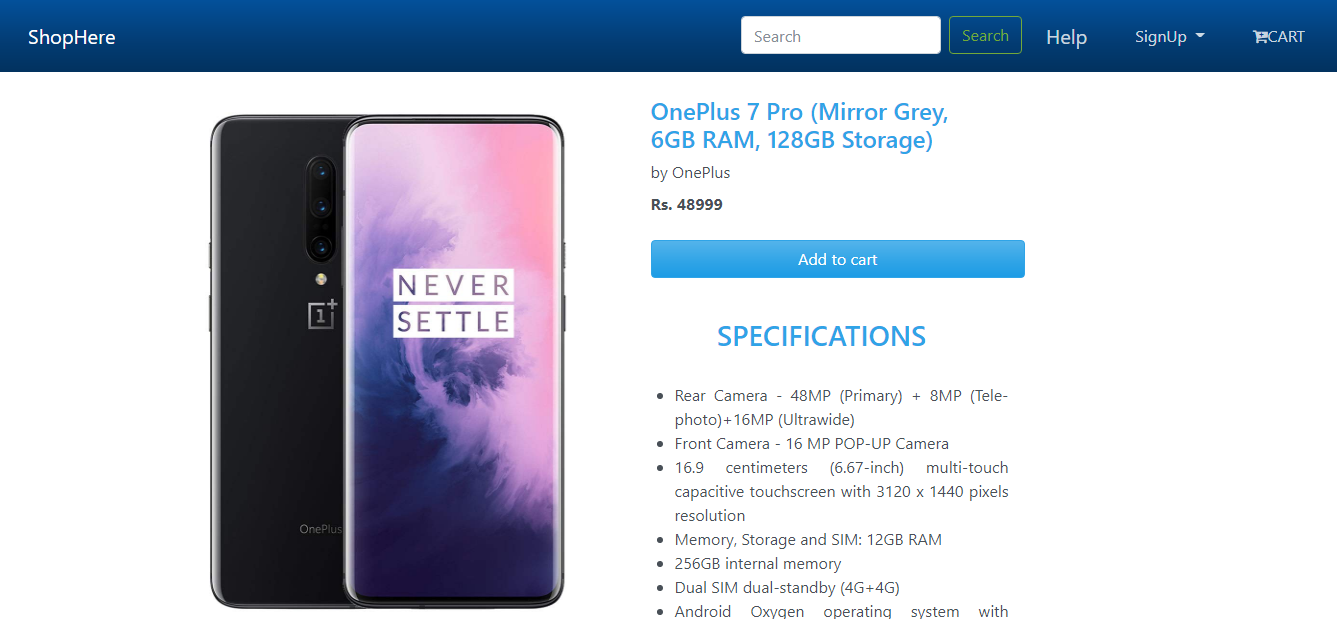 ShopHere
Search
Search
Help
SignUp
CART
OnePlus 7 Pro (Mirror Grey,
6GB RAM, 128GB Storage)
by OnePlus
Rs. 48999
Add to cart
NEVER
SETTLE
1+
OnePlus
SPECIFICATIONS
Rear Camera - 48MP (Primary) + 8MP (Tele-
photo)+16MP (Ultrawide)
Front Camera - 16 MP POP-UP Camera
16.9 centimeters (6.67-inch) multi-touch
capacitive touchscreen with 3120 x 1440 pixels
resolution
Memory, Storage and SIM: 12GB RAM
256GB internal memory
Dual SIM dual-standby (4G+4G)
Android Oxygen operating system with